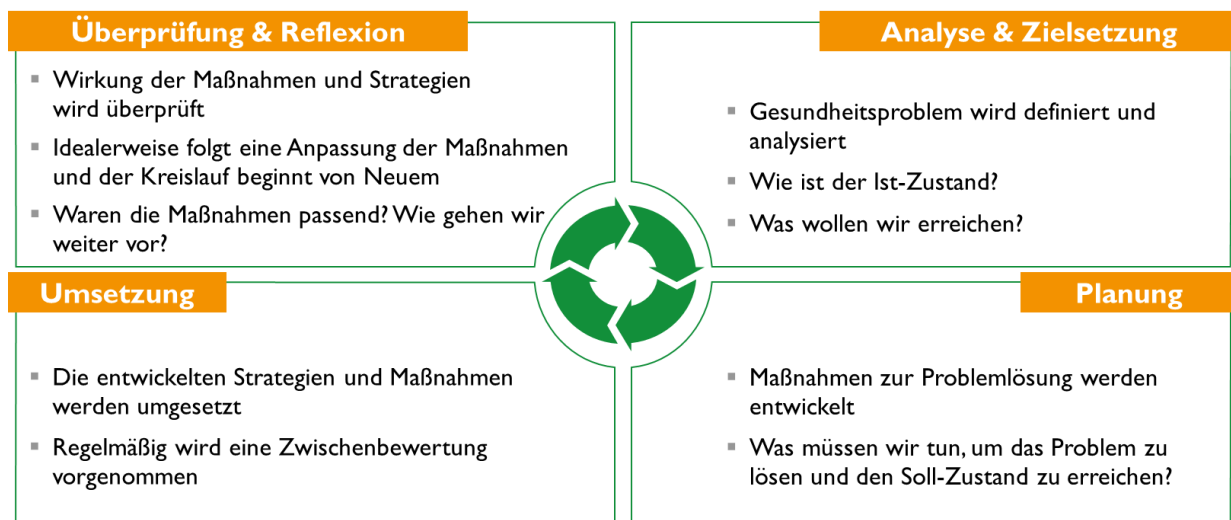 Überprüfung & Reflexion
Wirkung der Maßnahmen und Strategien
wird überprüft
Idealerweise folgt eine Anpassung der Maßnahmen
und der Kreislauf beginnt von Neuem
Waren die Maßnahmen passend? Wie gehen wir
weiter vor?
Analyse & Zielsetzung
Gesundheitsproblem wird definiert und
analysiert
Wie ist der Ist-Zustand?
Was wollen wir erreichen?
Umsetzung
Die entwickelten Strategien und Maßnahmen
werden umgesetzt
Regelmäßig wird eine Zwischenbewertung
vorgenommen
Planung
Maßnahmen zur Problemlösung werden
entwickelt
Was müssen wir tun, um das Problem zu
lösen und den Soll-Zustand zu erreichen?